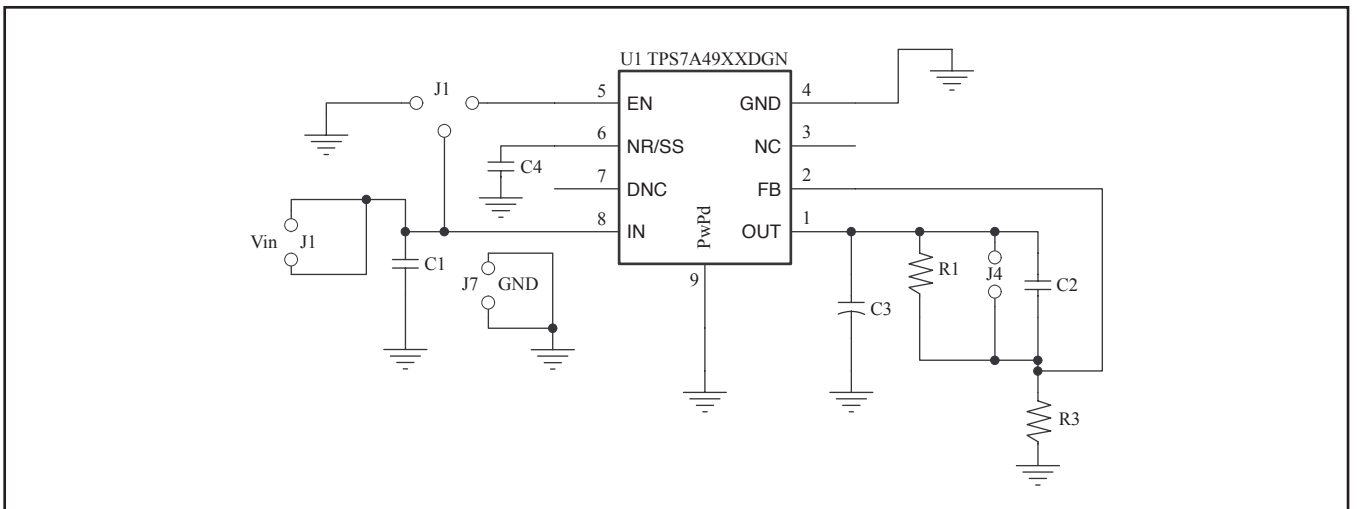 U1 TPS7A49XXDGN
J1
5
EN
GND
4
6
NR/SS
NC
3
C4
7
DNC
FB
2
8
IN
PwPd
OUT
1
Vin
J1
C1
J7
GND
9
C3
R1
J4
C2
R3